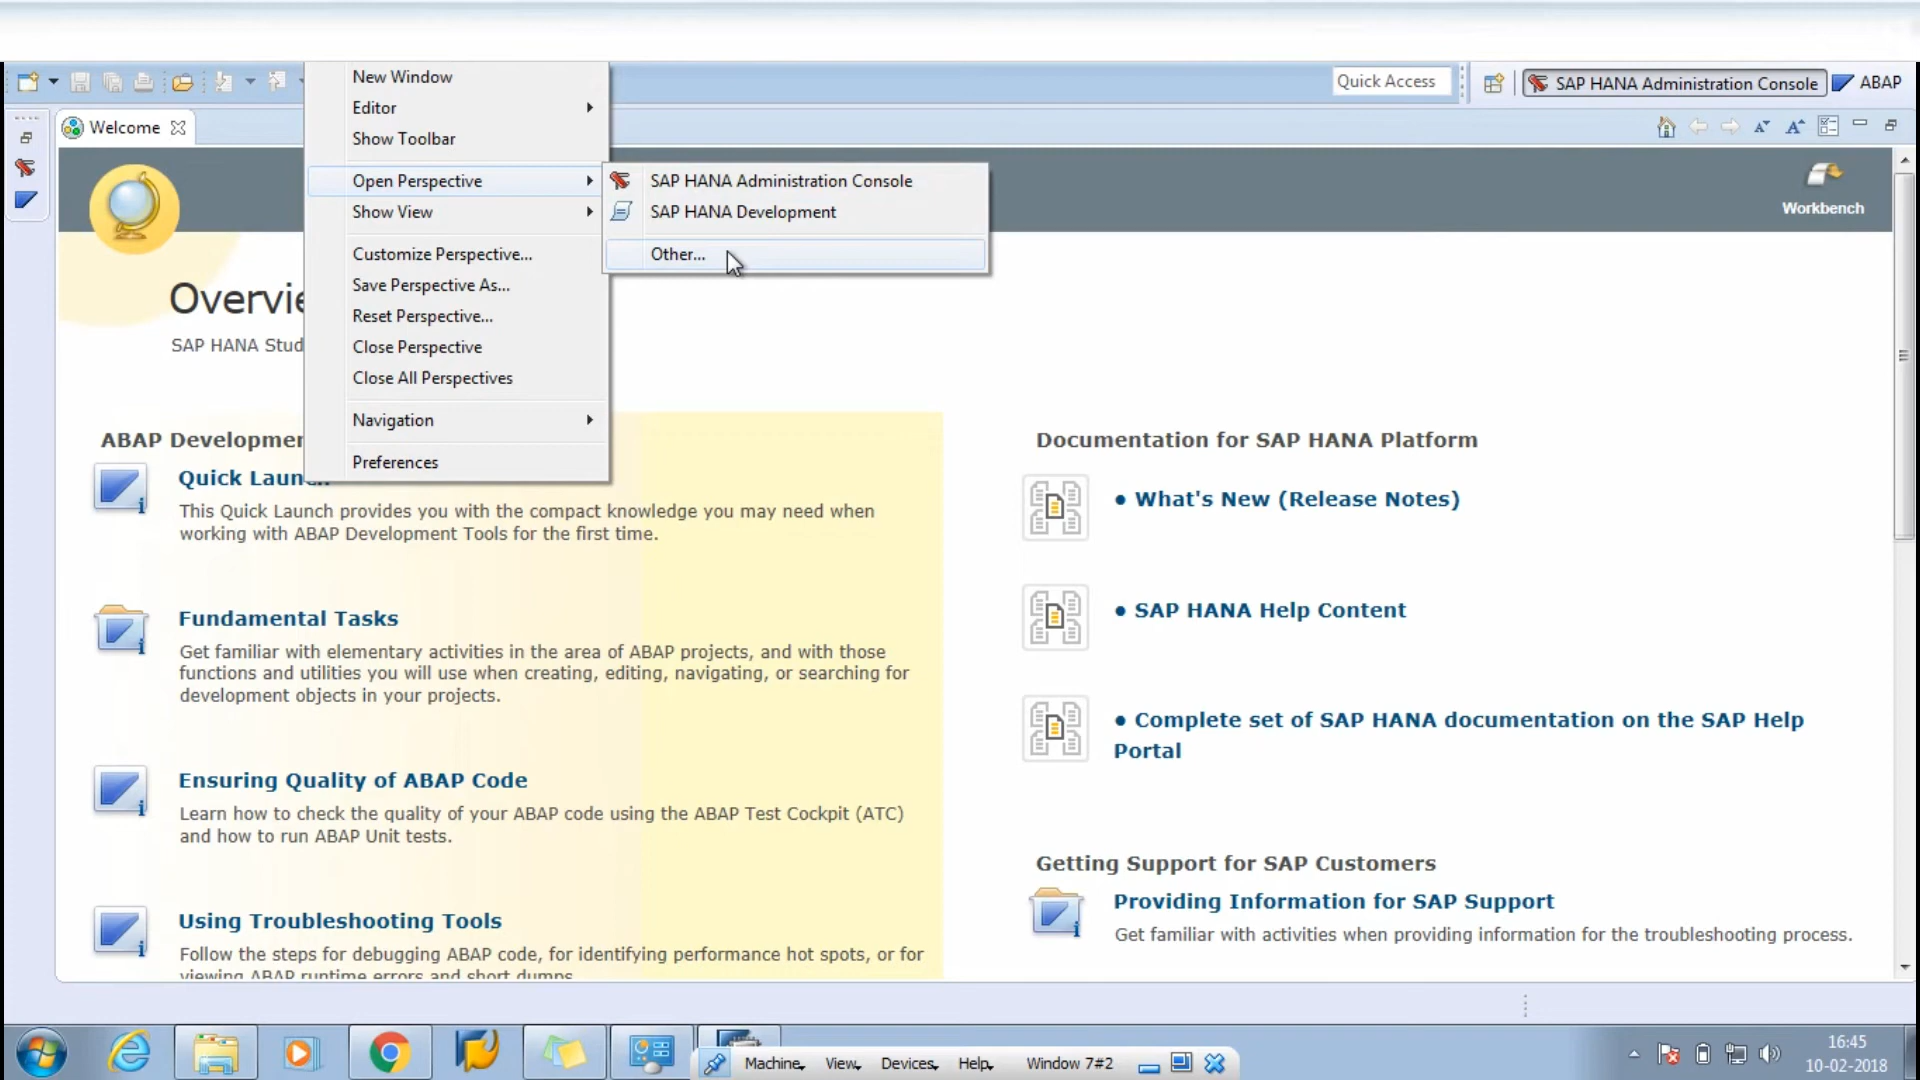 New Window
Editor
Show Toolbar
Open Perspective
Show View
Customize Perspective...
Save Perspective As...
Reset Perspective...
Close Perspective
Close All Perspectives
Navigation
Preferences
SAP HANA Administration Console
SAP HANA Development
Other...
Quick Access
SAP HANA Administration Console
ABAP
Welcome
Workbench
Overvie
SAP HANA Stud
ABAP Developmen
Quick Launch
This Quick Launch provides you with the compact knowledge you may need when
working with ABAP Development Tools for the first time.
Fundamental Tasks
Get familiar with elementary activities in the area of ABAP projects, and with those
functions and utilities you will use when creating, editing, navigating, or searching for
development objects in your projects.
Ensuring Quality of ABAP Code
Learn how to check the quality of your ABAP code using the ABAP Test Cockpit (ATC)
and how to run ABAP Unit tests.
Using Troubleshooting Tools
Follow the steps for debugging ABAP code, for identifying performance hot spots, or for
viewing ABAP runtime errors and short dumps
Documentation for SAP HANA Platform
• What's New (Release Notes)
• SAP HANA Help Content
• Complete set of SAP HANA documentation on the SAP Help
Portal
Getting Support for SAP Customers
Providing Information for SAP Support
Get familiar with activities when providing information for the troubleshooting process.
Machine
View
Devices
Help
Window 7#2
16:45
10-02-2018